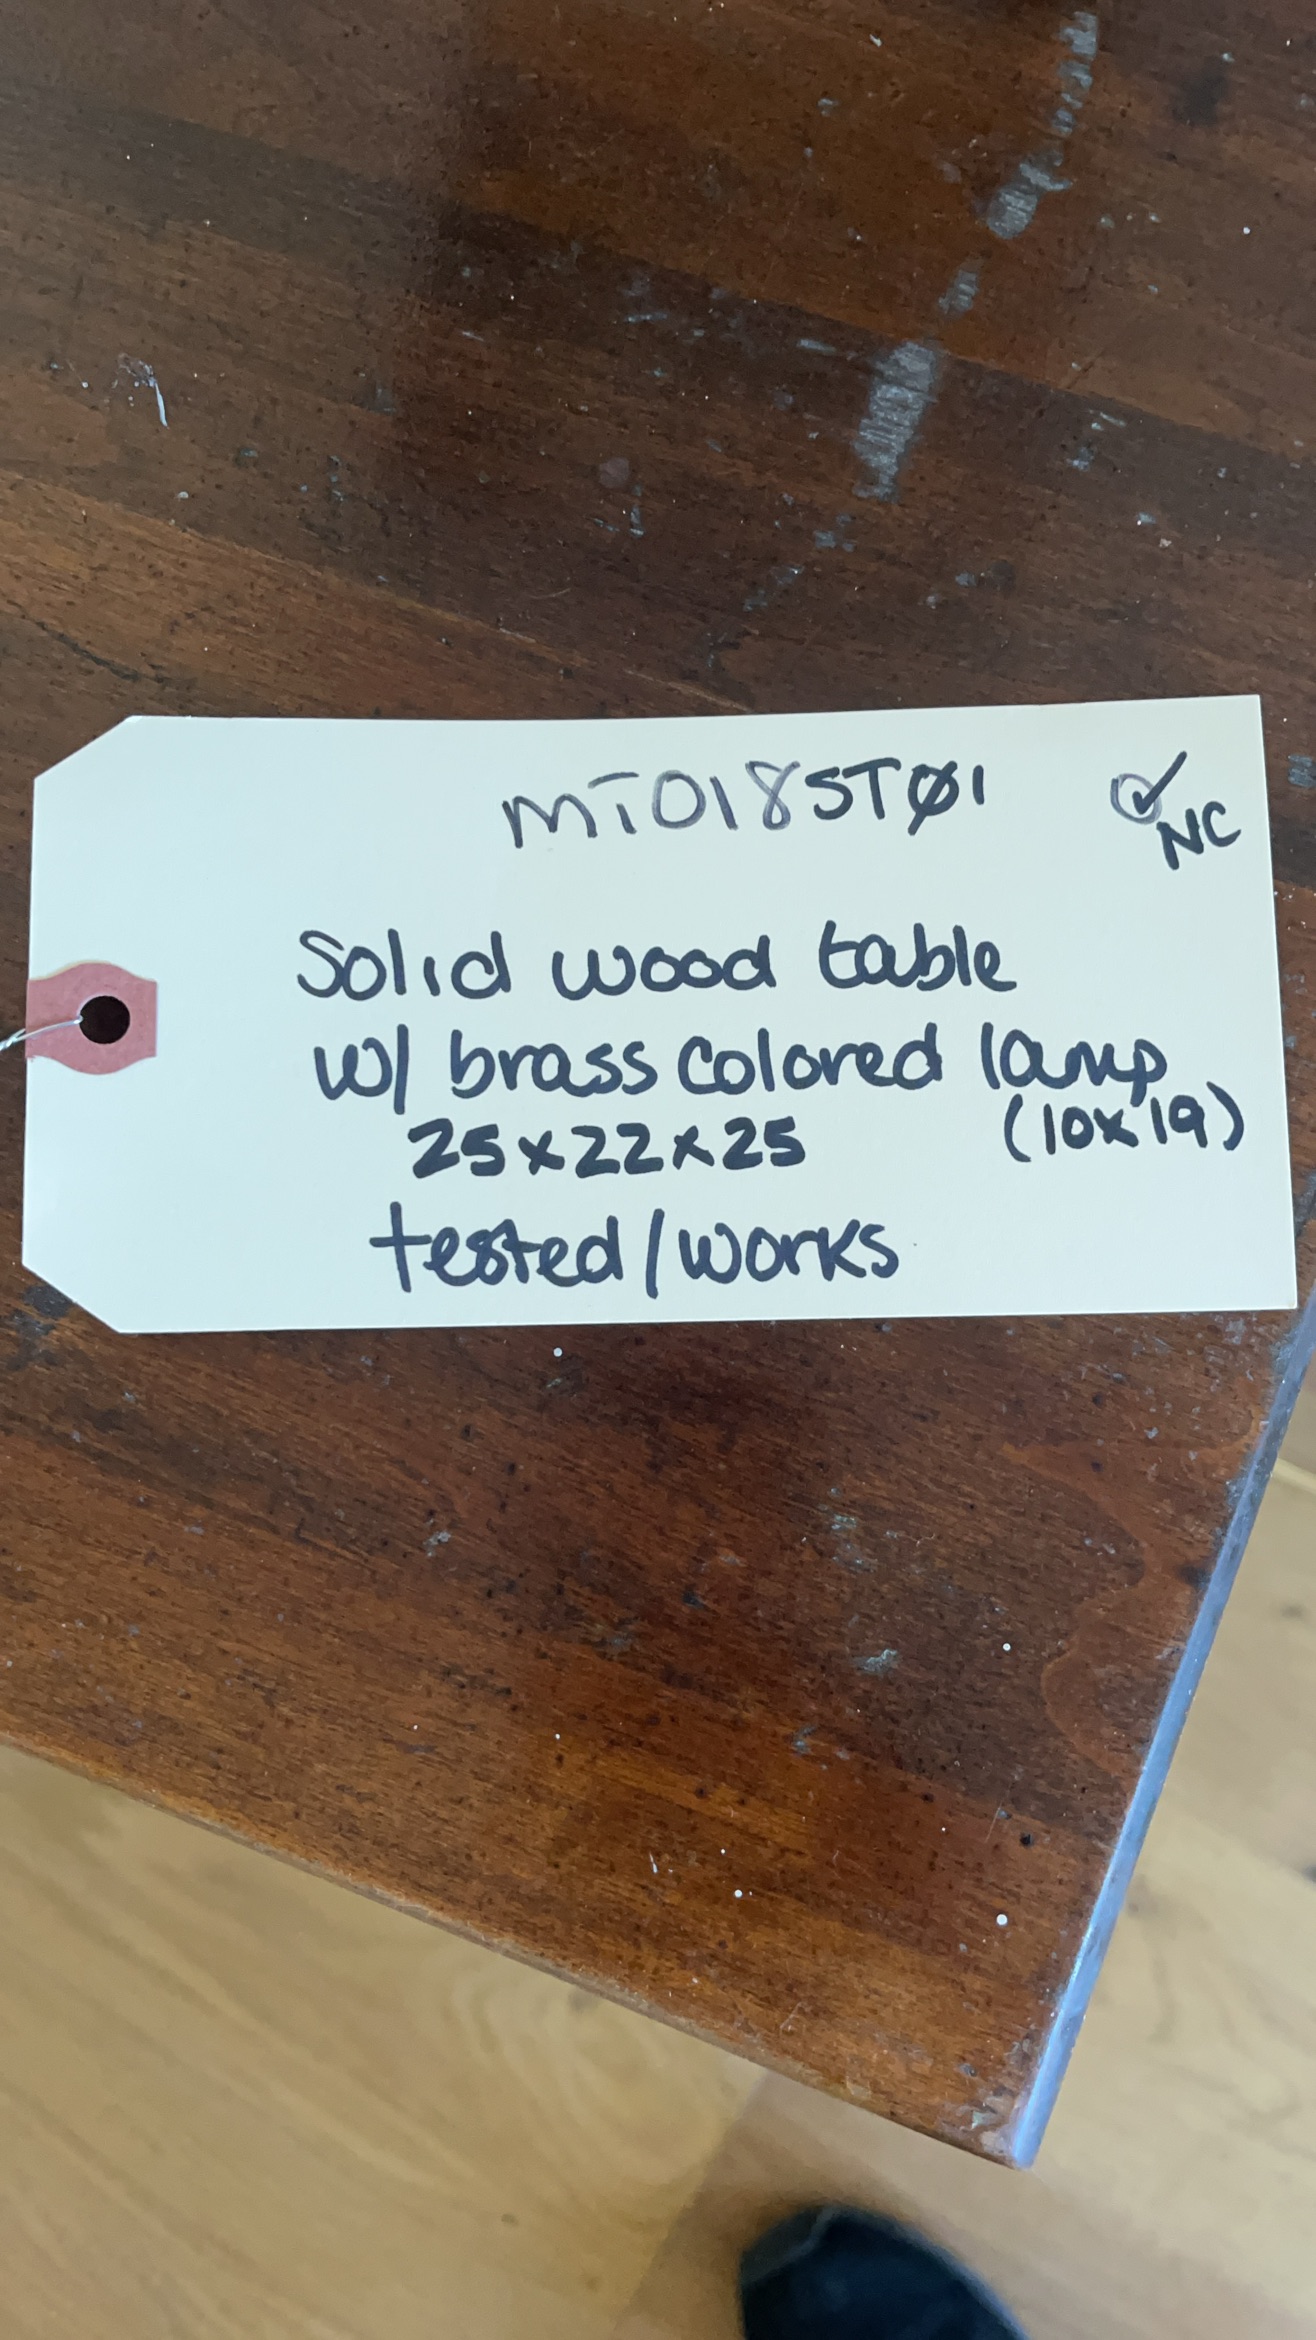 MT0185TØ1
✓ NC
Solid wood table
w/ brass colored lamp
25x22x25 (10x19)
tested/works